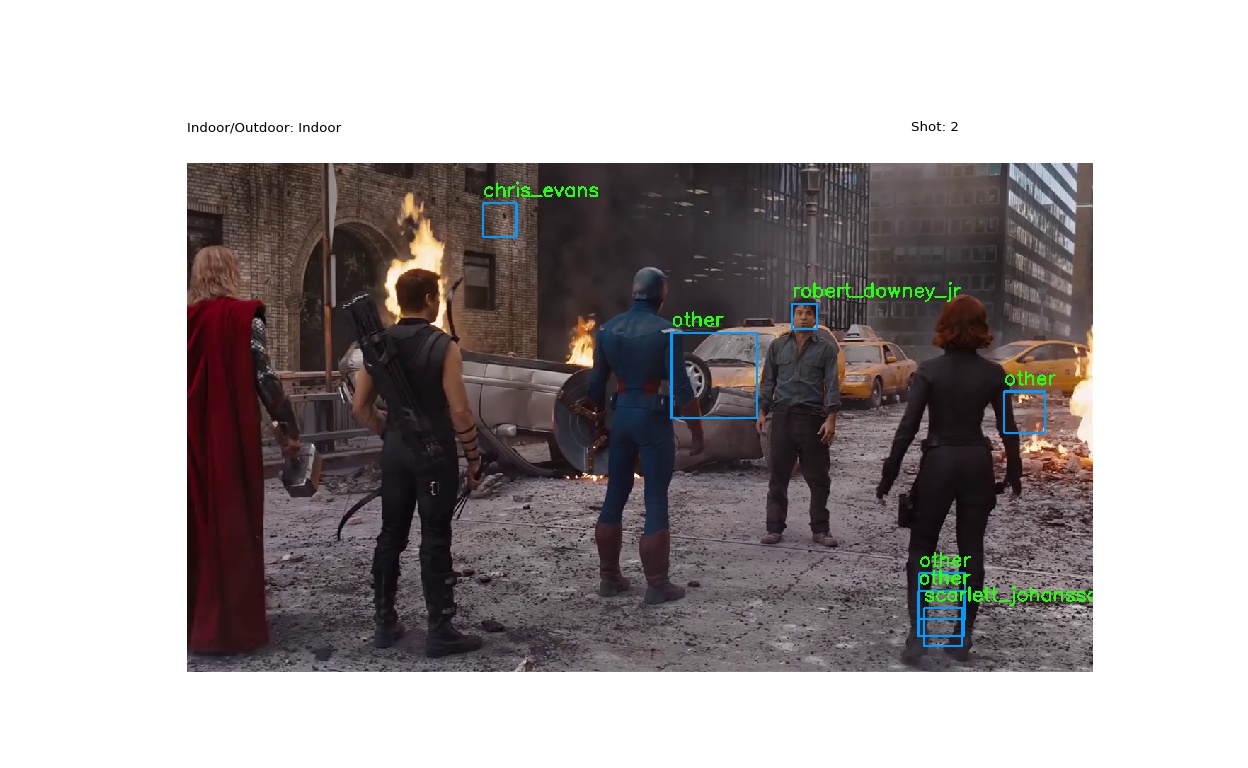 Indoor/Outdoor: Indoor
Shot: 2
chris_evans
robert_downey_jr
other
other
other
other
scarlett_johansso